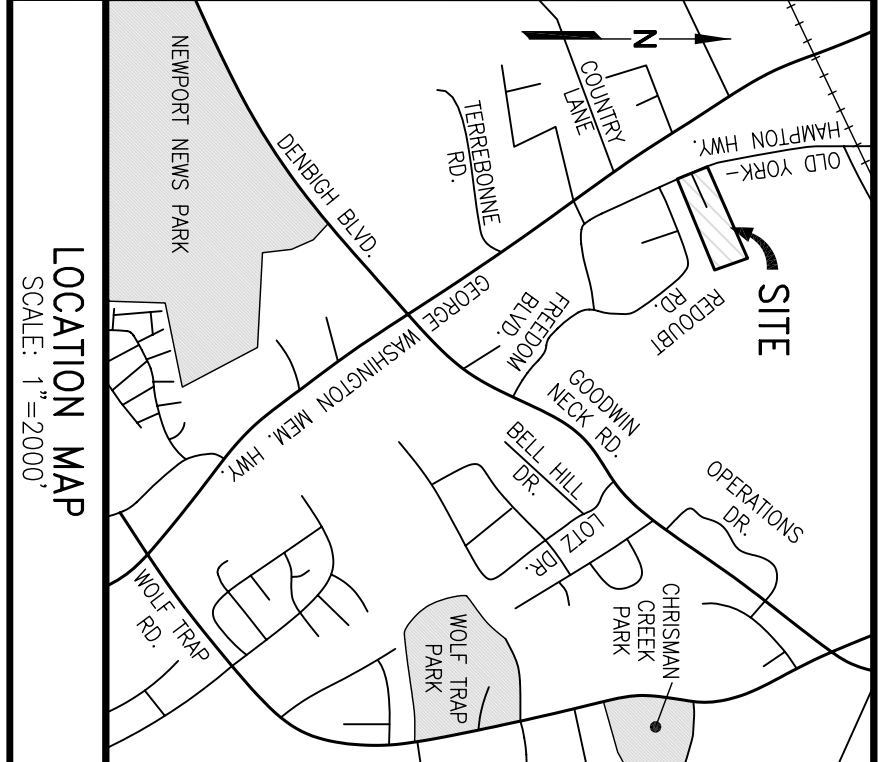 N
COUNTRY
LANE
TERREBONNE
RD.
NEWPORT NEWS PARK
DENBIGH BLVD.
OLD YORK-
HAMPTON HWY.
SITE
REDOUBT
RD.
FREEDOM
BLVD.
GEORGE
WASHINGTON MEM. HWY.
GOODWIN
NECK RD.
BELL HILL
DR.
LOTZ
DR.
OPERATIONS
DR.
CHRISMAN
CREEK
PARK
WOLF TRAP
PARK
WOLF TRAP
RD.
LOCATION MAP
SCALE: 1"=2000'